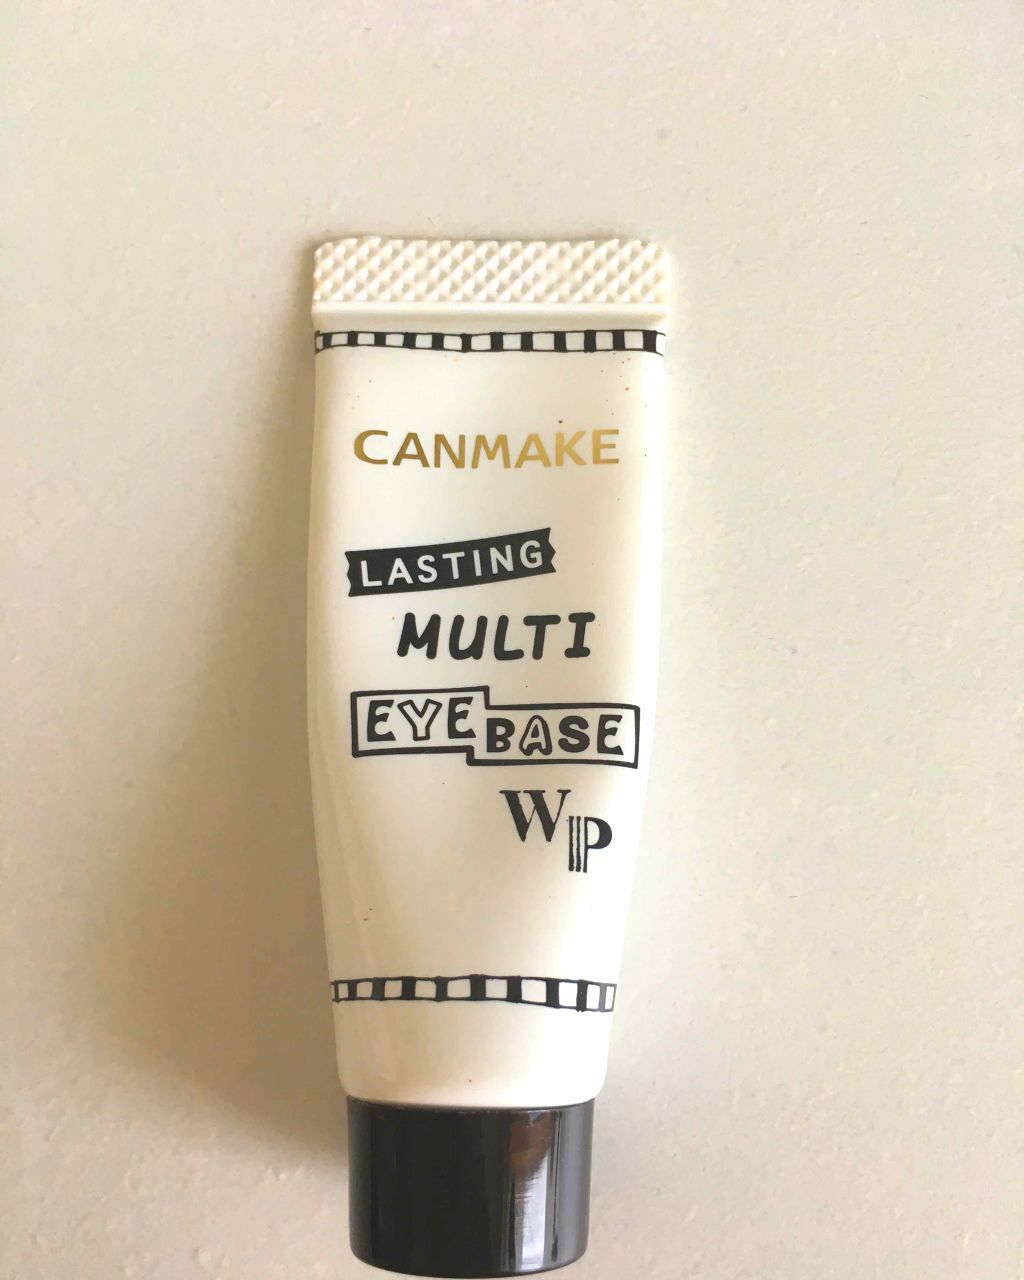 CANMAKE
LASTING
MULTI
EYE BASE
WP